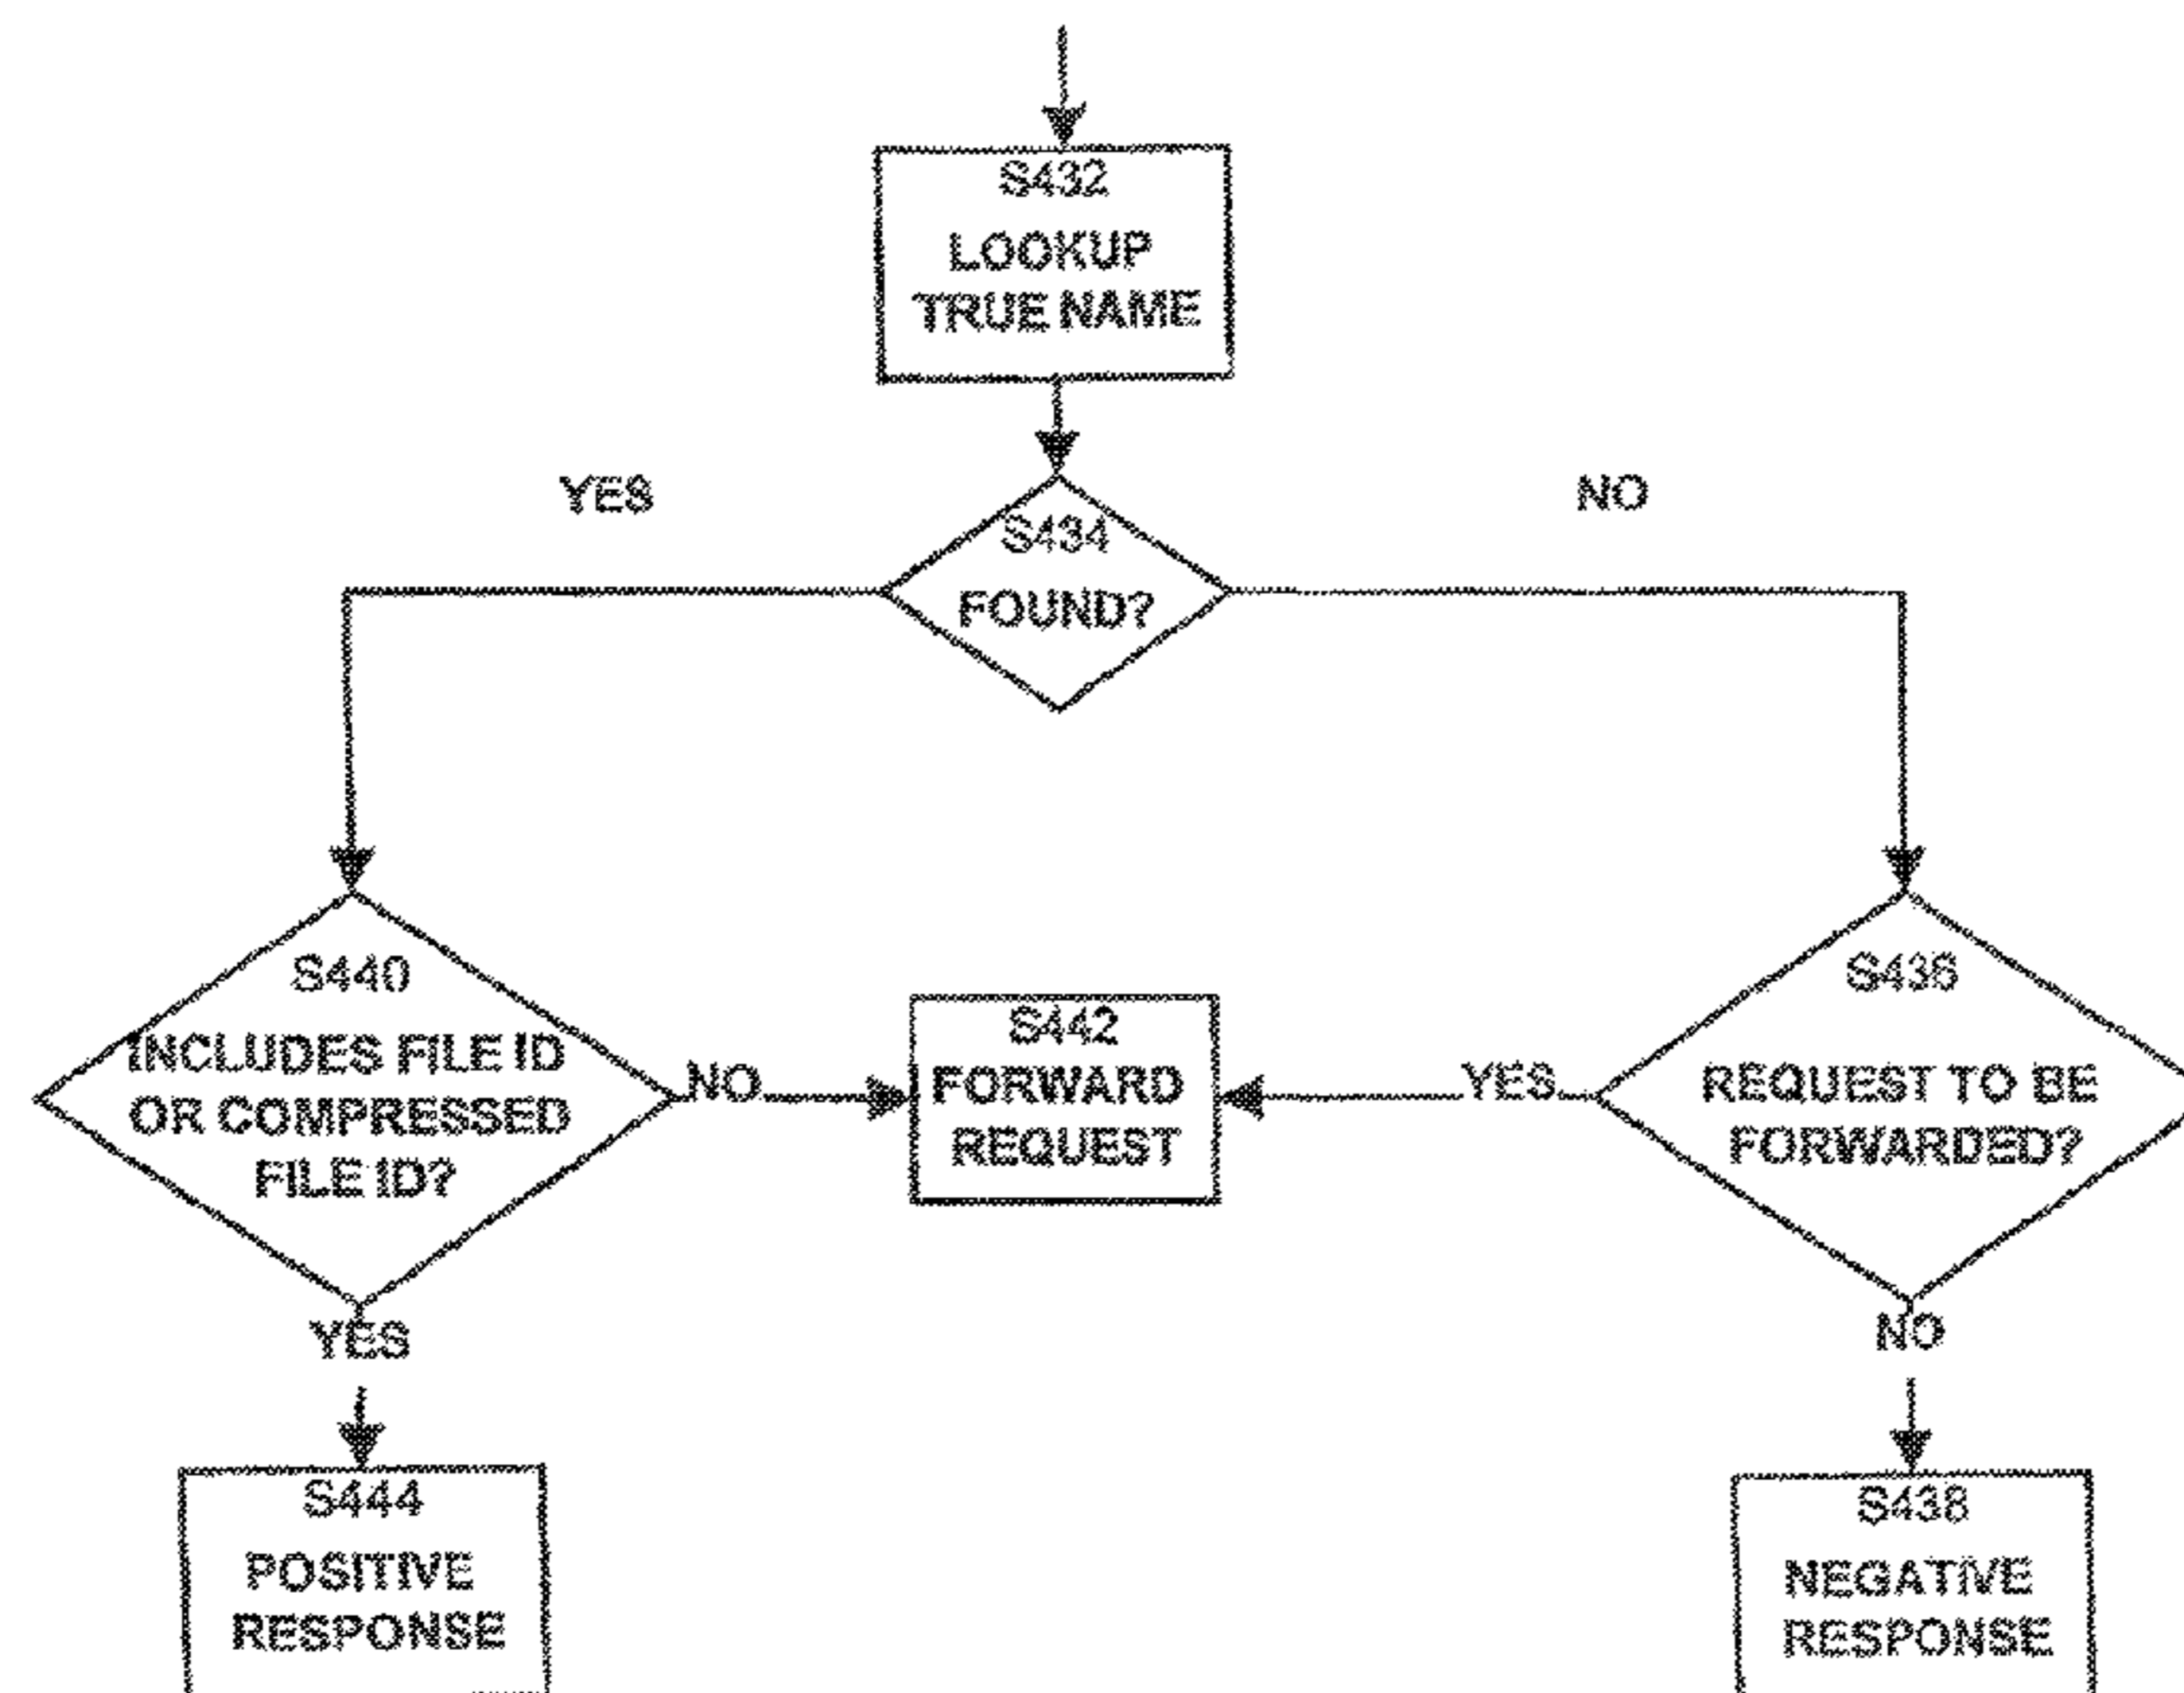 S432
LOOKUP
TRUE NAME
YES
NO
S434
FOUND?
S440
INCLUDES FILE ID
OR COMPRESSED
FILE ID?
NO
S442
FORWARD
REQUEST
YES
S436
REQUEST TO BE
FORWARDED?
YES
NO
S444
POSITIVE
RESPONSE
S438
NEGATIVE
RESPONSE